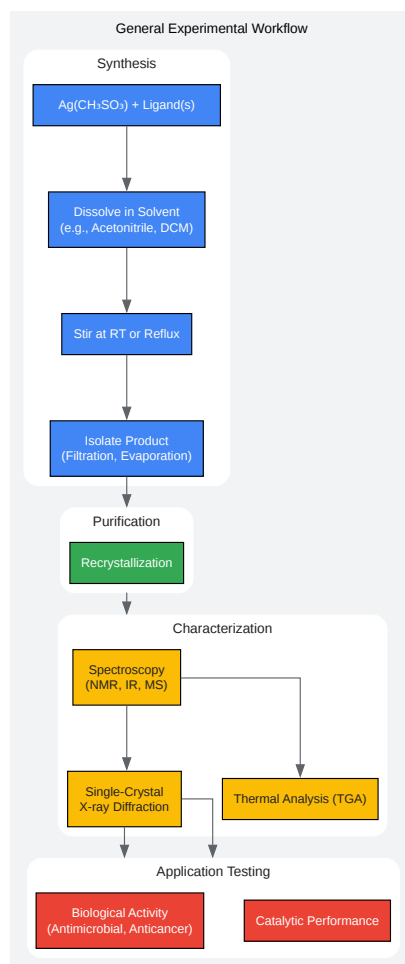 General Experimental Workflow
Synthesis
Ag(CH₃SO₃) + Ligand(s)
Dissolve in Solvent
(e.g., Acetonitrile, DCM)
Stir at RT or Reflux
Isolate Product
(Filtration, Evaporation)
Purification
Recrystallization
Characterization
Spectroscopy
(NMR, IR, MS)
Single-Crystal
X-ray Diffraction
Thermal Analysis (TGA)
Application Testing
Biological Activity
(Antimicrobial, Anticancer)
Catalytic Performance